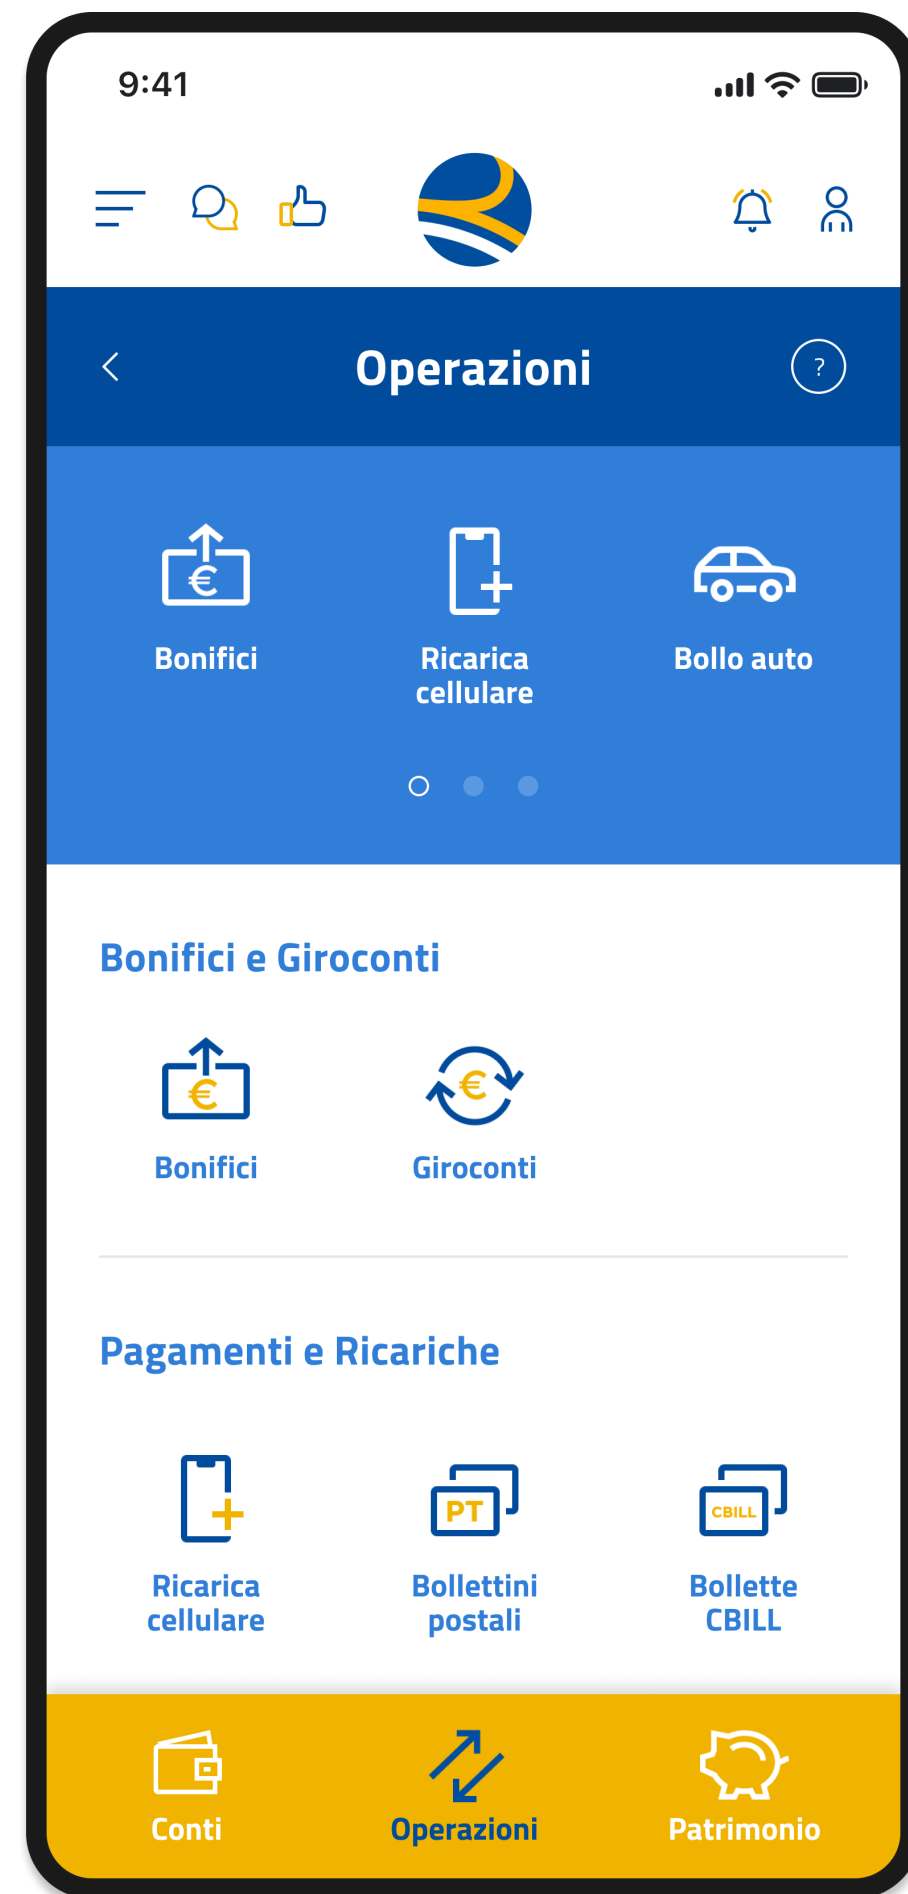 9:41
Operazioni
?
€
Bonifici
Ricarica
cellulare
Bollo auto
Bonifici e Giroconti
€
€
Bonifici
Giroconti
Pagamenti e Ricariche
PT
CBILL
Ricarica
cellulare
Bollettini
postali
Bollette
CBILL
Conti
Operazioni
Patrimonio